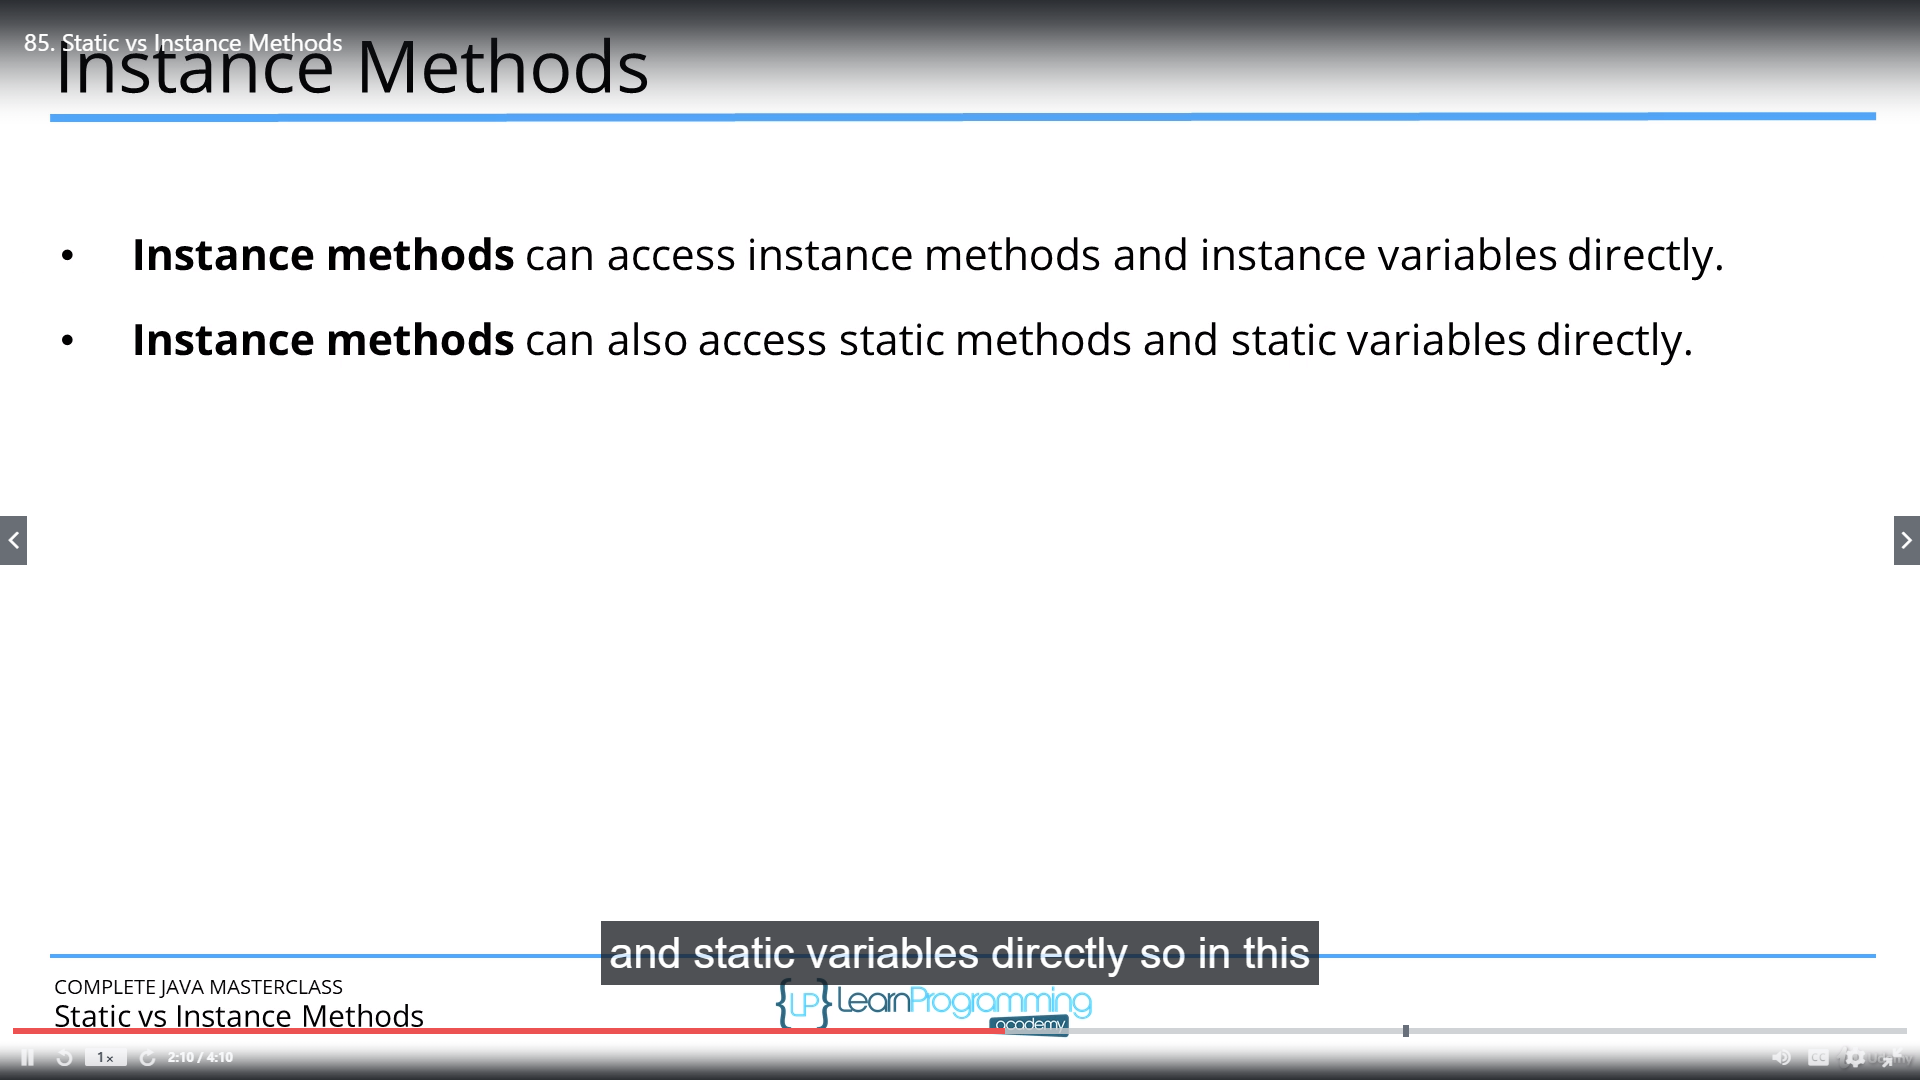 85. Static vs Instance Methods
Instance Methods
• Instance methods can access instance methods and instance variables directly.
• Instance methods can also access static methods and static variables directly.
and static variables directly so in this
COMPLETE JAVA MASTERCLASS
Static vs Instance Methods
{LP} LearnProgramming
academy
1x
2:10 / 4:10
CC
Udemy